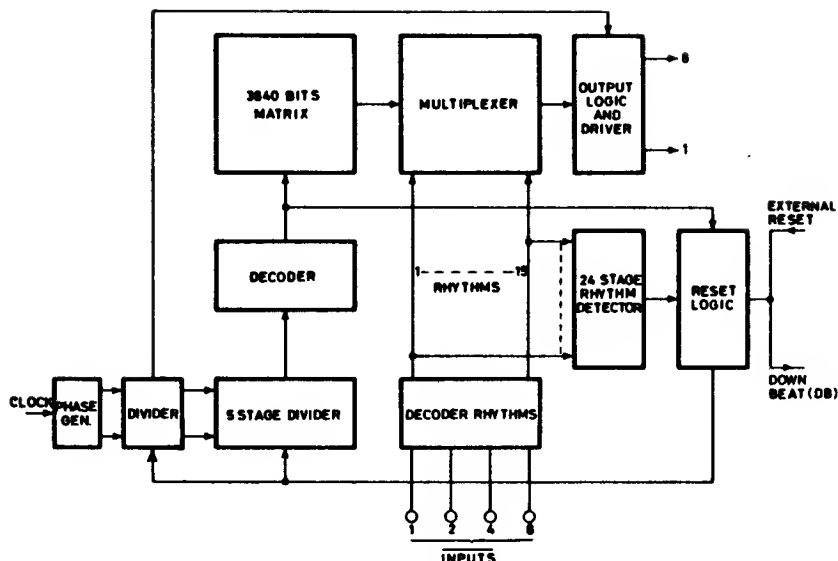 3840 BITS
MATRIX
MULTIPLEXER
OUTPUT
LOGIC
AND
DRIVER
8
1
EXTERNAL
RESET
DECODER
1 - - - - - - - - 15
RHYTHMS
24 STAGE
RHYTHM
DETECTOR
RESET
LOGIC
DOWN
BEAT (DB)
CLOCK
PHASE
GEN.
DIVIDER
5 STAGE DIVIDER
DECODER RHYTHMS
1 2 4 8
INPUTS